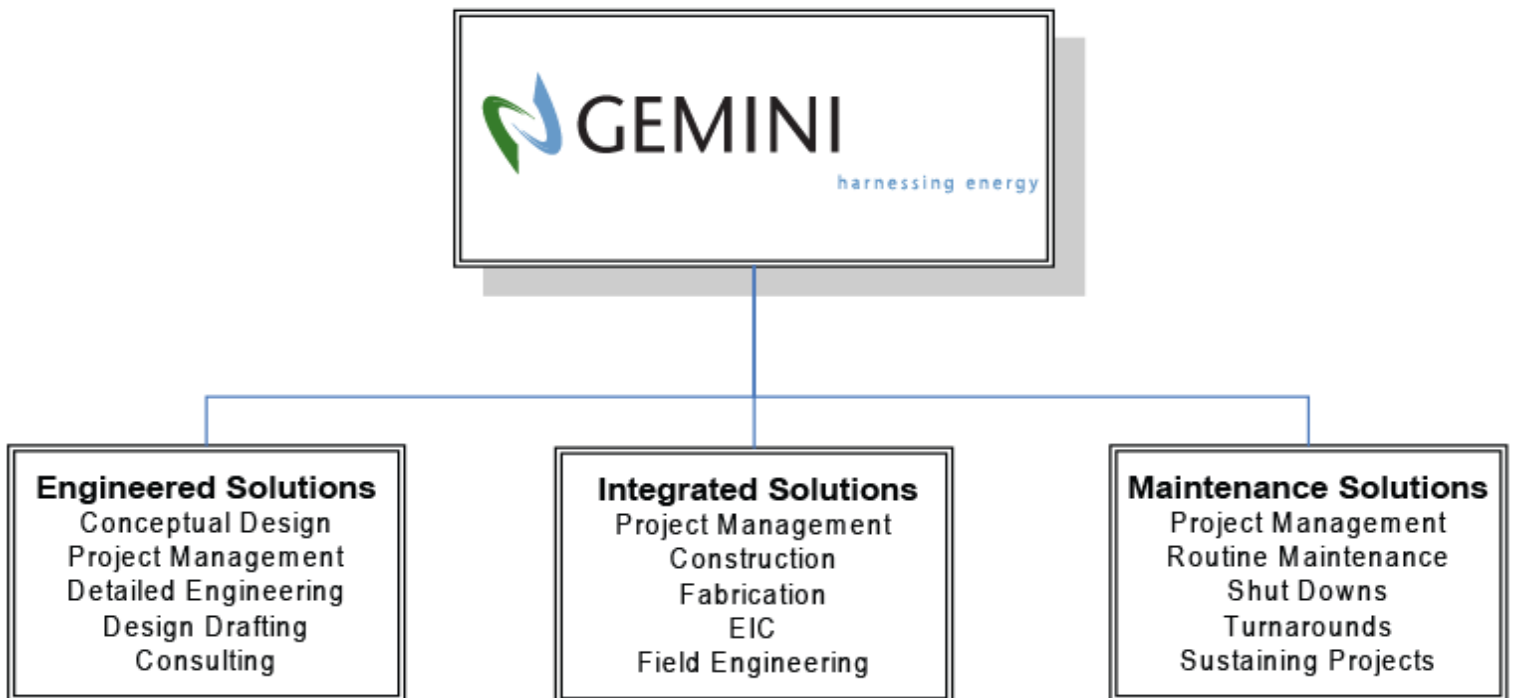 GEMINI
harnessing energy
Engineered Solutions
Conceptual Design
Project Management
Detailed Engineering
Design Drafting
Consulting
Integrated Solutions
Project Management
Construction
Fabrication
EIC
Field Engineering
Maintenance Solutions
Project Management
Routine Maintenance
Shut Downs
Turnarounds
Sustaining Projects